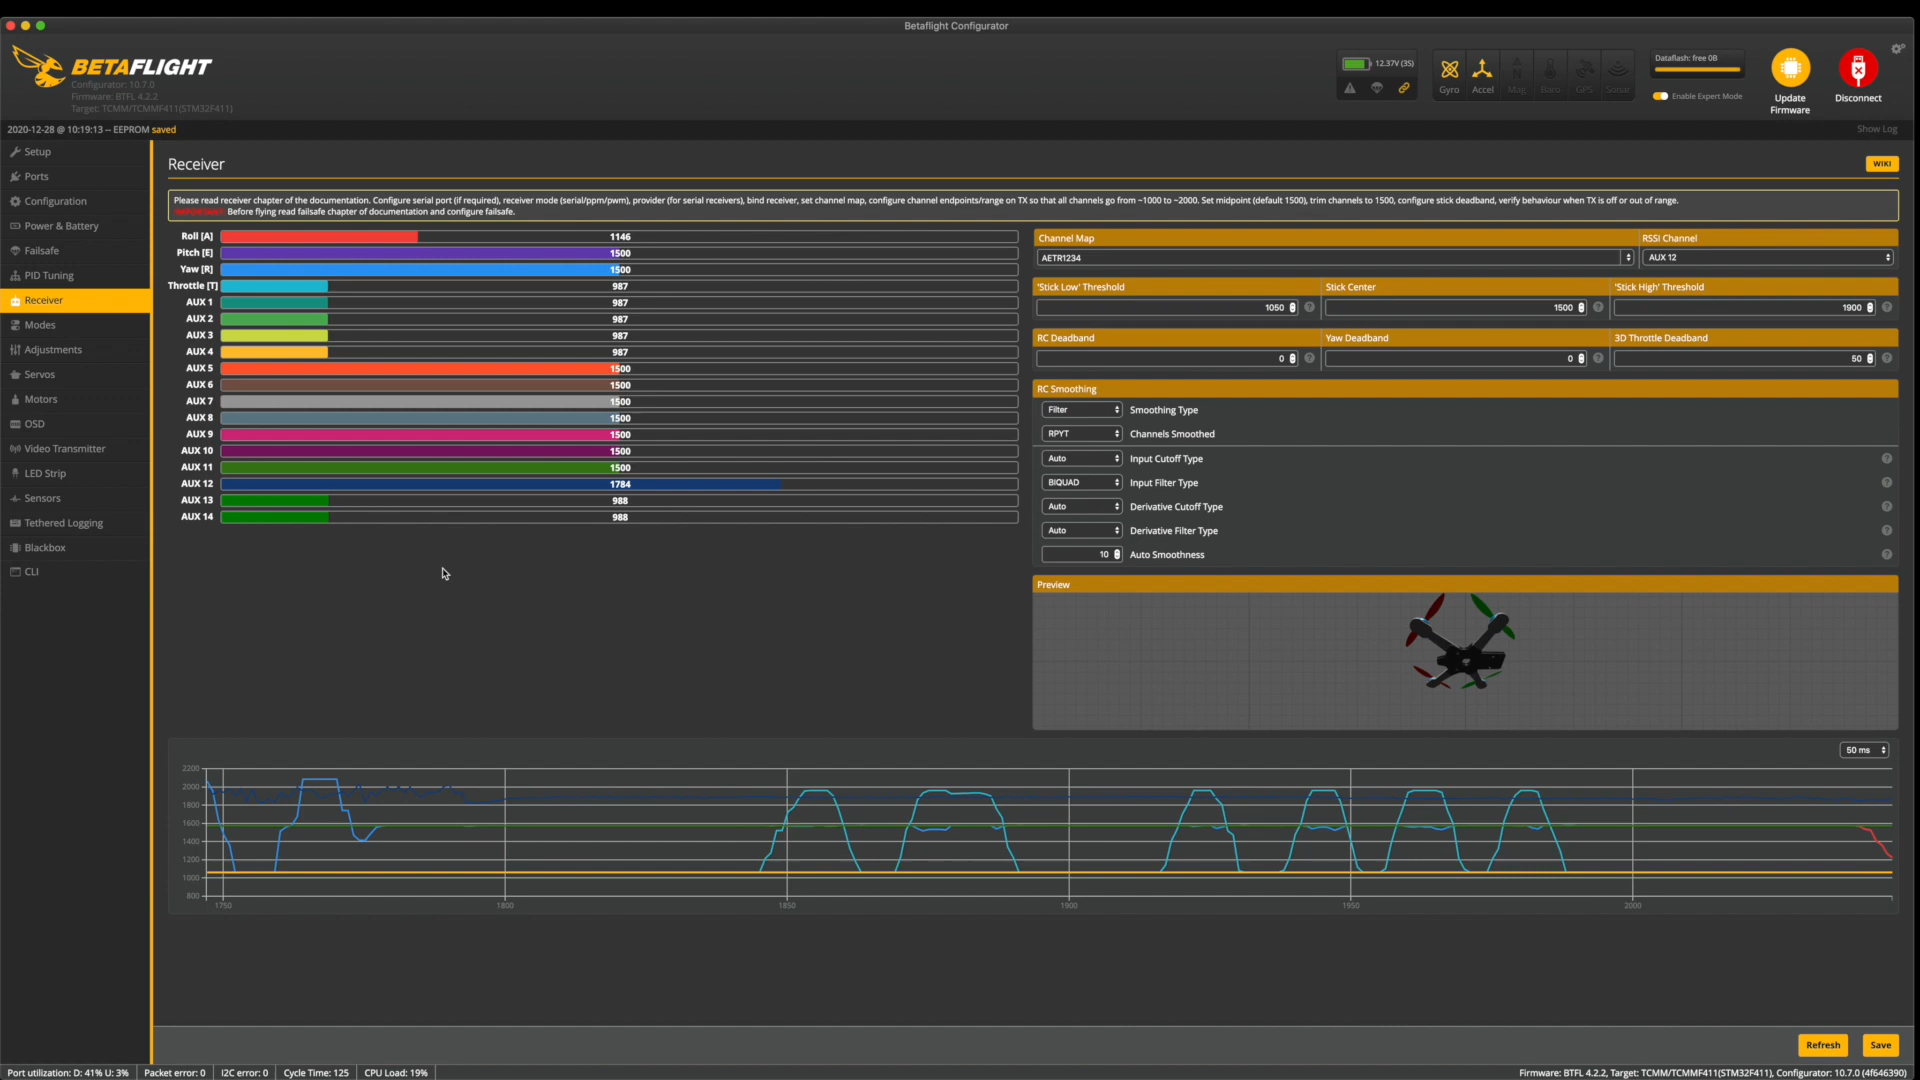 Betaflight Configurator
BETAFLIGHT
Configurator: 10.7.0
Firmware: BTFL 4.2.2
Target: TCMM/TCMMF411(STM32F411)
12.37V (3S)
Gyro Accel Mag Baro GPS Sonar
Dataflash: free 0B
Enable Expert Mode
Update Firmware
Disconnect
2020-12-28 @ 10:19:13 -- EEPROM saved
Show Log
Setup
Ports
Configuration
Power & Battery
Failsafe
PID Tuning
Receiver
Modes
Adjustments
Servos
Motors
OSD
Video Transmitter
LED Strip
Sensors
Tethered Logging
Blackbox
CLI
Receiver
WIKI
Please read receiver chapter of the documentation. Configure serial port (if required), receiver mode (serial/ppm/pwm), provider (for serial receivers), bind receiver, set channel map, configure channel endpoints/range on TX so that all channels go from ~1000 to ~2000. Set midpoint (default 1500), trim channels to 1500, configure stick deadband, verify behaviour when TX is off or out of range.
IMPORTANT: Before flying read failsafe chapter of documentation and configure failsafe.
Roll [A] 1146
Pitch [E] 1500
Yaw [R] 1500
Throttle [T] 987
AUX 1 987
AUX 2 987
AUX 3 987
AUX 4 987
AUX 5 1500
AUX 6 1500
AUX 7 1500
AUX 8 1500
AUX 9 1500
AUX 10 1500
AUX 11 1500
AUX 12 1784
AUX 13 988
AUX 14 988
Channel Map RSSI Channel
AETR1234 AUX 12
'Stick Low' Threshold Stick Center 'Stick High' Threshold
1050 1500 1900
RC Deadband Yaw Deadband 3D Throttle Deadband
0 0 50
RC Smoothing
Filter Smoothing Type
RPYT Channels Smoothed
Auto Input Cutoff Type
BIQUAD Input Filter Type
Auto Derivative Cutoff Type
Auto Derivative Filter Type
10 Auto Smoothness
Preview
50 ms
2200
2000
1800
1600
1400
1200
1000
800
1750 1800 1850 1900 1950 2000
Refresh Save
Port utilization: D: 41% U: 3% Packet error: 0 I2C error: 0 Cycle Time: 125 CPU Load: 19%
Firmware: BTFL 4.2.2, Target: TCMM/TCMMF411(STM32F411), Configurator: 10.7.0 (4f646390)